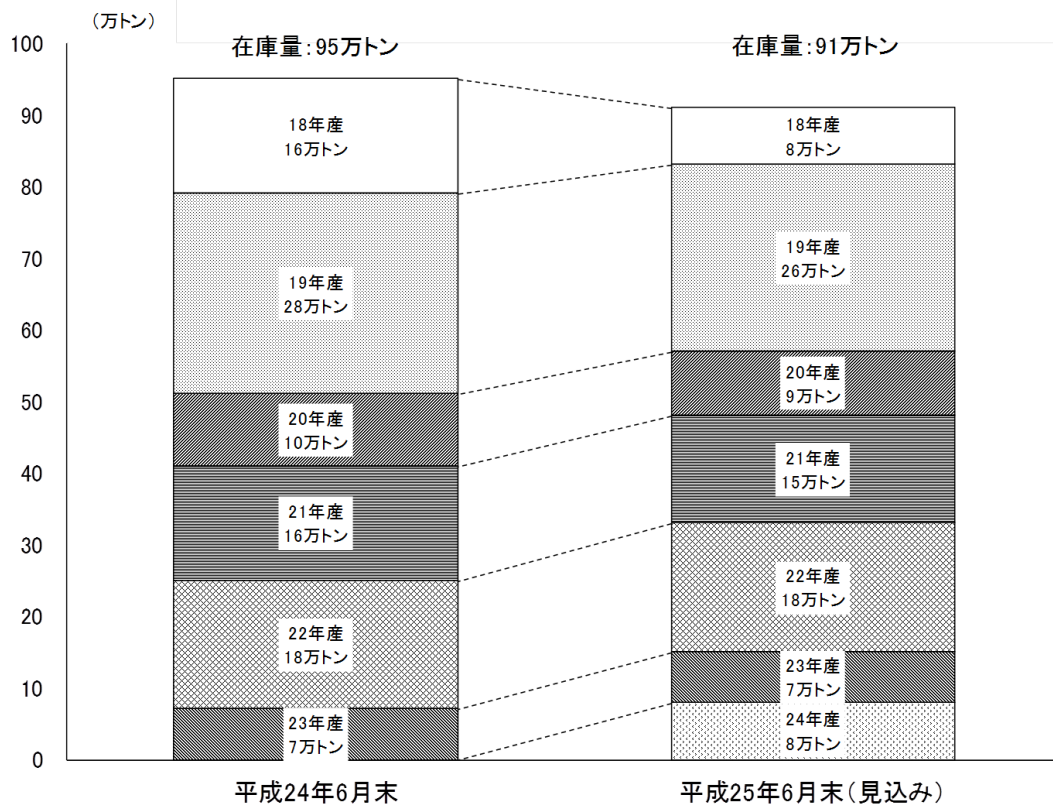 （万トン）
100
90
80
70
60
50
40
30
20
10
0
在庫量：95万トン
18年産
16万トン
19年産
28万トン
20年産
10万トン
21年産
16万トン
22年産
18万トン
23年産
7万トン
平成24年6月末
在庫量：91万トン
18年産
8万トン
19年産
26万トン
20年産
9万トン
21年産
15万トン
22年産
18万トン
23年産
7万トン
24年産
8万トン
平成25年6月末（見込み）